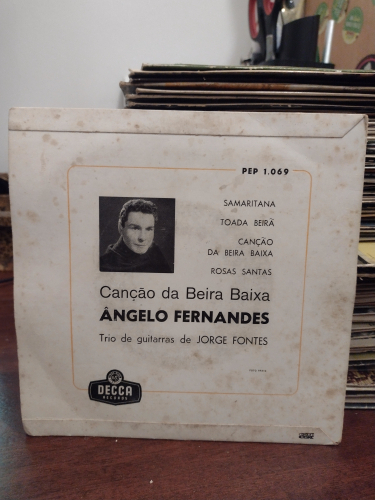 PEP 1.069
SAMARITANA
TOADA BEIRÃ
CANÇÃO
DA BEIRA BAIXA
ROSAS SANTAS
Canção da Beira Baixa
ÂNGELO FERNANDES
Trio de guitarras de JORGE FONTES
DECCA
RECORDS